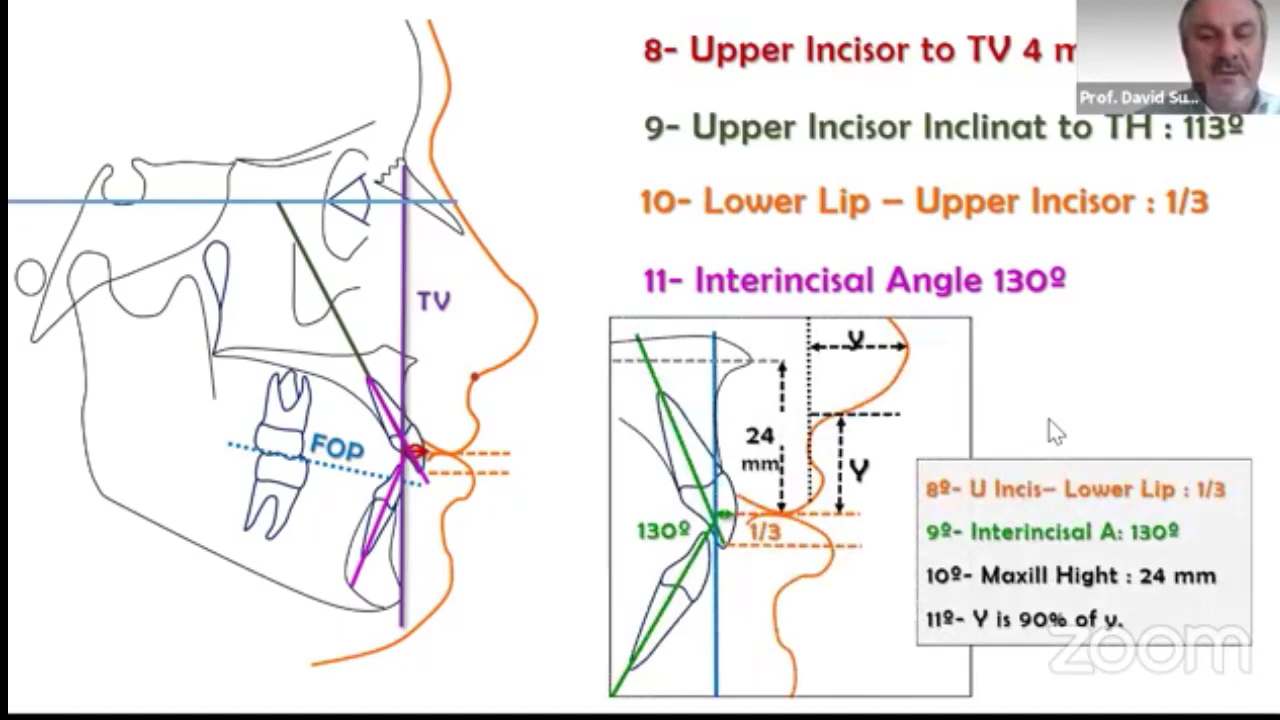 8- Upper Incisor to TV 4 m
Prof. David Su...
9- Upper Incisor Inclinat to TH : 113º
10- Lower Lip – Upper Incisor : 1/3
11- Interincisal Angle 130º
TV
FOP
y
24
mm
Y
130º
1/3
8º- U Incis– Lower Lip : 1/3
9º- Interincisal A: 130º
10º- Maxill Hight : 24 mm
11º- Y is 90% of y.
zoom